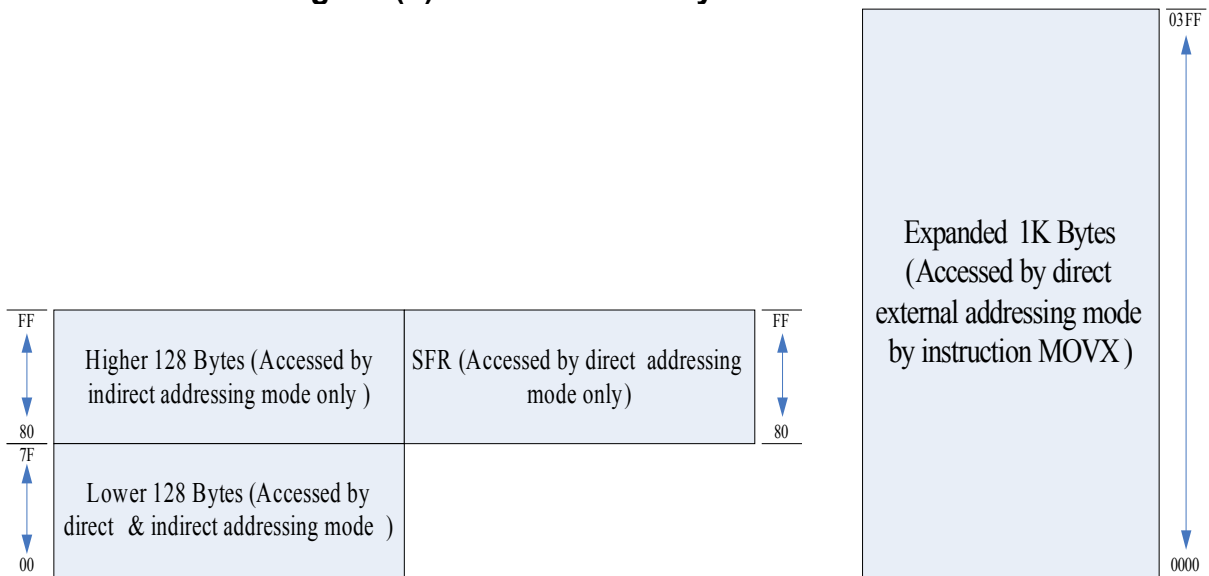 03FF
Expanded 1K Bytes
(Accessed by direct
external addressing mode
by instruction MOVX )
0000
FF
80
7F
00
Higher 128 Bytes (Accessed by
indirect addressing mode only )
SFR (Accessed by direct addressing
mode only)
FF
80
Lower 128 Bytes (Accessed by
direct & indirect addressing mode )